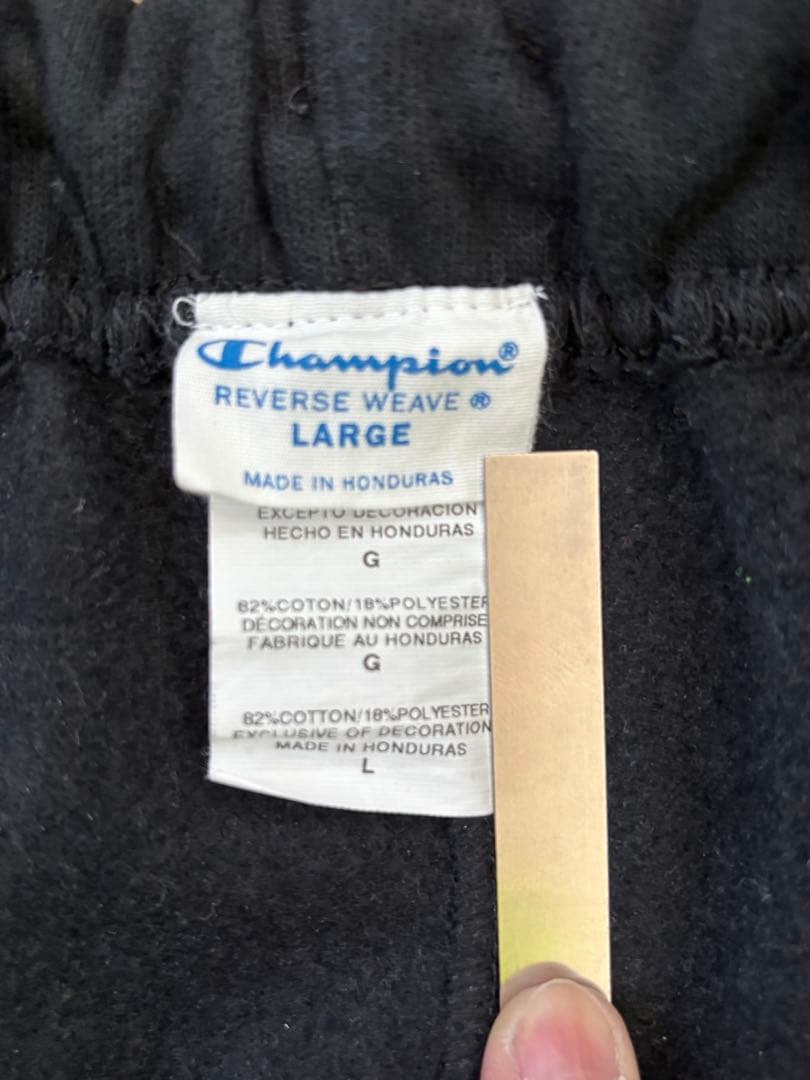 Champion®
REVERSE WEAVE ®
LARGE
MADE IN HONDURAS
EXCEPTO DECORACION
HECHO EN HONDURAS
G
82%COTON/18%POLYESTER
DÉCORATION NON COMPRISE
FABRIQUE AU HONDURAS
G
82%COTTON/18%POLYESTER
EXCLUSIVE OF DECORATION
MADE IN HONDURAS
L